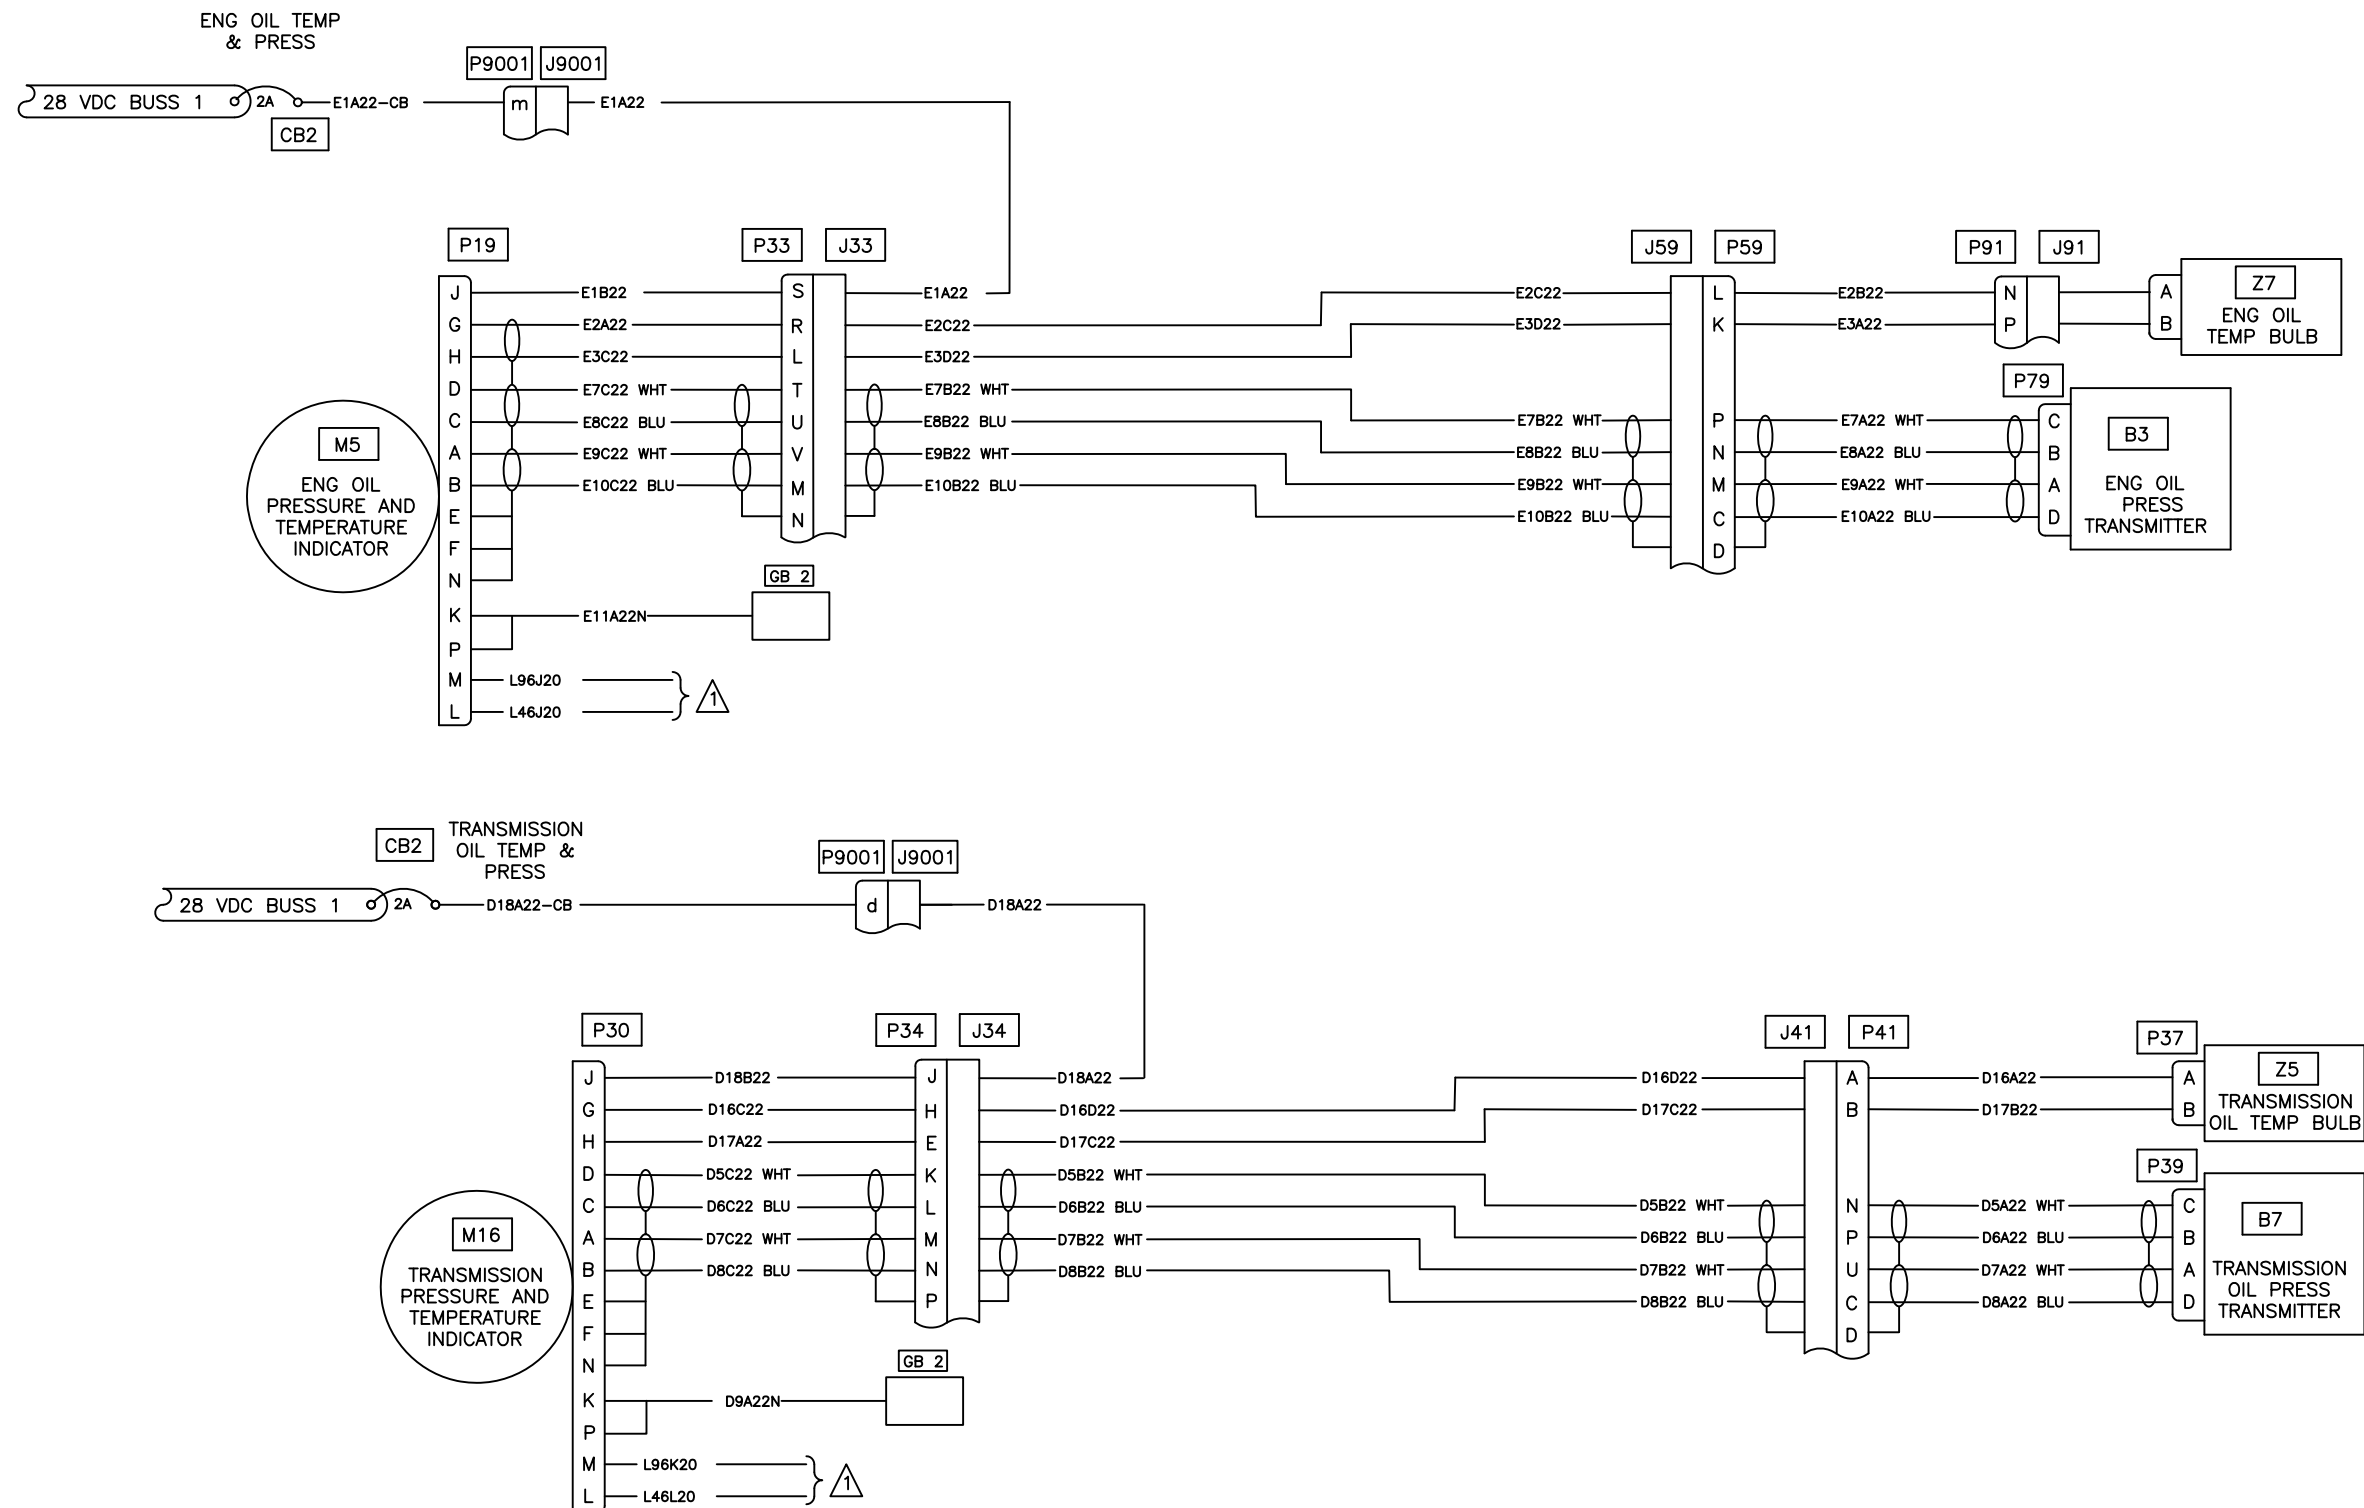 ENG OIL TEMP
& PRESS
P9001 J9001
28 VDC BUSS 1 2A E1A22-CB m E1A22
CB2
P19 P33 J33 J59 P59 P91 J91
J E1B22 S E1A22 E2C22 L E2B22 N A Z7
G E2A22 R E2C22 E3D22 K E3A22 P B ENG OIL
TEMP BULB
H E3C22 L E3D22
P79
D E7C22 WHT T E7B22 WHT
C E8C22 BLU U E8B22 BLU E7B22 WHT P E7A22 WHT C
M5 B3
A E9C22 WHT V E9B22 WHT E8B22 BLU N E8A22 BLU B
B E10C22 BLU M E10B22 BLU E9B22 WHT M E9A22 WHT A
ENG OIL
PRESSURE AND
TEMPERATURE
INDICATOR
ENG OIL
PRESS
TRANSMITTER
E N E10B22 BLU C E10A22 BLU D
F D
N GB 2
K E11A22N
P
M L96J20 1
L L46J20
CB2 TRANSMISSION
OIL TEMP &
PRESS
P9001 J9001
28 VDC BUSS 1 2A D18A22-CB d D18A22
P30 P34 J34 J41 P41 P37
J D18B22 J D18A22 D16D22 A D16A22 A Z5
G D16C22 H D16D22 D17C22 B D17B22 B TRANSMISSION
OIL TEMP BULB
H D17A22 E D17C22
P39
D D5C22 WHT K D5B22 WHT
C D6C22 BLU L D6B22 BLU D5B22 WHT N D5A22 WHT C
M16 B7
A D7C22 WHT M D7B22 WHT D6B22 BLU P D6A22 BLU B
B D8C22 BLU N D8B22 BLU D7B22 WHT U D7A22 WHT A
TRANSMISSION
PRESSURE AND
TEMPERATURE
INDICATOR
TRANSMISSION
OIL PRESS
TRANSMITTER
E P D8B22 BLU C D8A22 BLU D
F D
N GB 2
K D9A22N
P
M L96K20 1
L L46L20